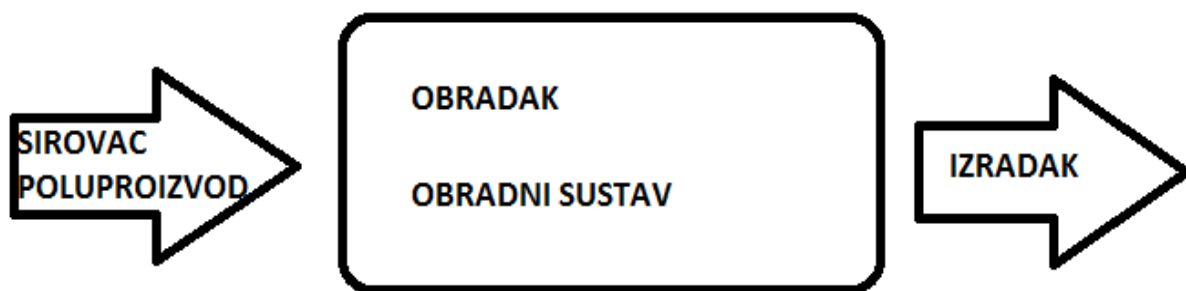 SIROVAC
POLUPROIZVOD
OBRADAK
OBRADNI SUSTAV
IZRADAK